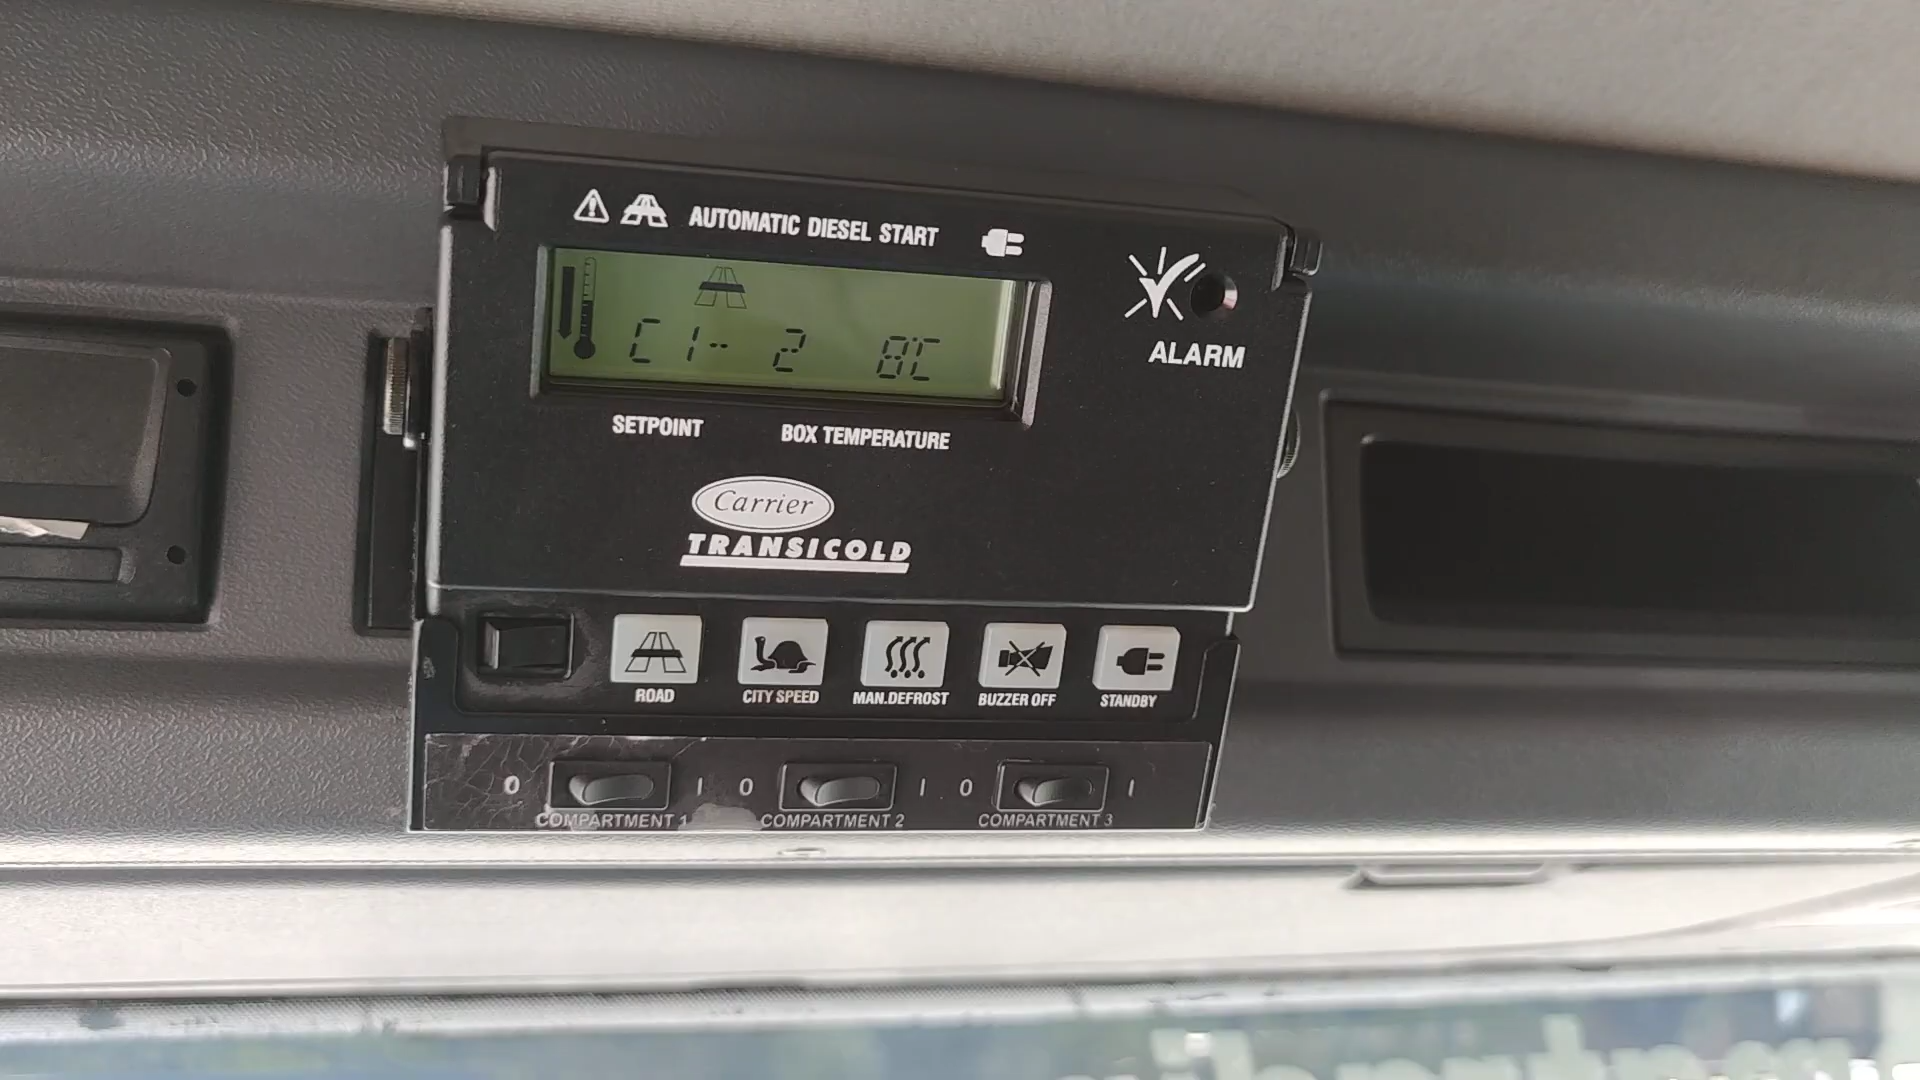 AUTOMATIC DIESEL START
C1-- 2 8°C
ALARM
SETPOINT
BOX TEMPERATURE
Carrier
TRANSICOLD
ROAD
CITY SPEED
MAN.DEFROST
BUZZER OFF
STANDBY
0 I 0 I 0 I
COMPARTMENT 1
COMPARTMENT 2
COMPARTMENT 3